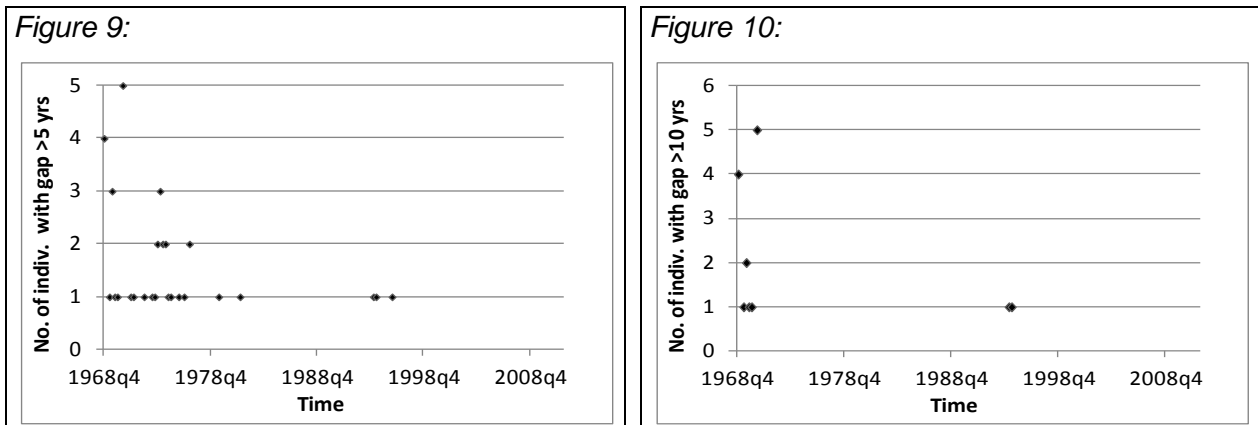 Figure 9:
No. of indiv. with gap >5 yrs
5
4
3
2
1
0
1968q4 1978q4 1988q4 1998q4 2008q4
Time
Figure 10:
No. of indiv. with gap >10 yrs
6
5
4
3
2
1
0
1968q4 1978q4 1988q4 1998q4 2008q4
Time